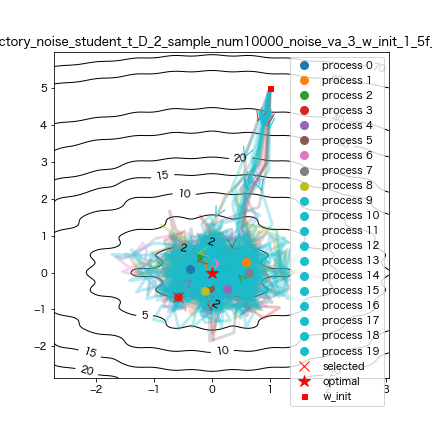 ctory_noise_student_t_D_2_sample_num10000_noise_va_3_w_init_1_5f_
process 0
process 1
process 2
process 3
process 4
process 5
process 6
process 7
process 8
process 9
process 10
process 11
process 12
process 13
process 14
process 15
process 16
process 17
process 18
process 19
selected
optimal
w_init
5
4
3
2
1
0
−1
−2
−2
−1
0
1
3
20
15
10
2
2
2
5
10
10
15
20